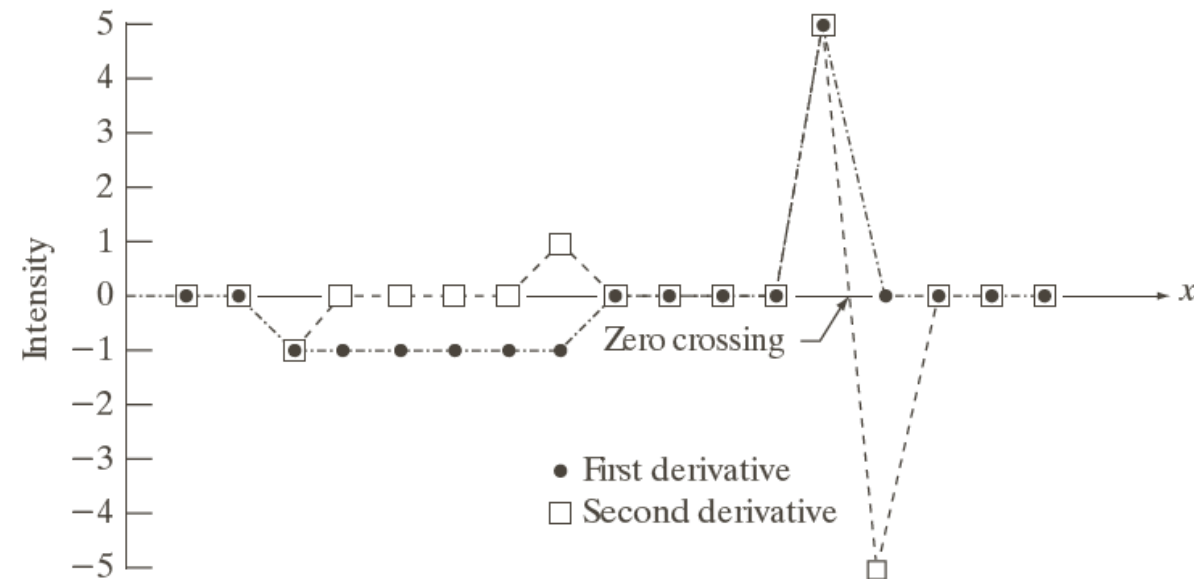 5
4
3
2
1
0
−1
−2
−3
−4
−5
Intensity
x
Zero crossing
First derivative
Second derivative